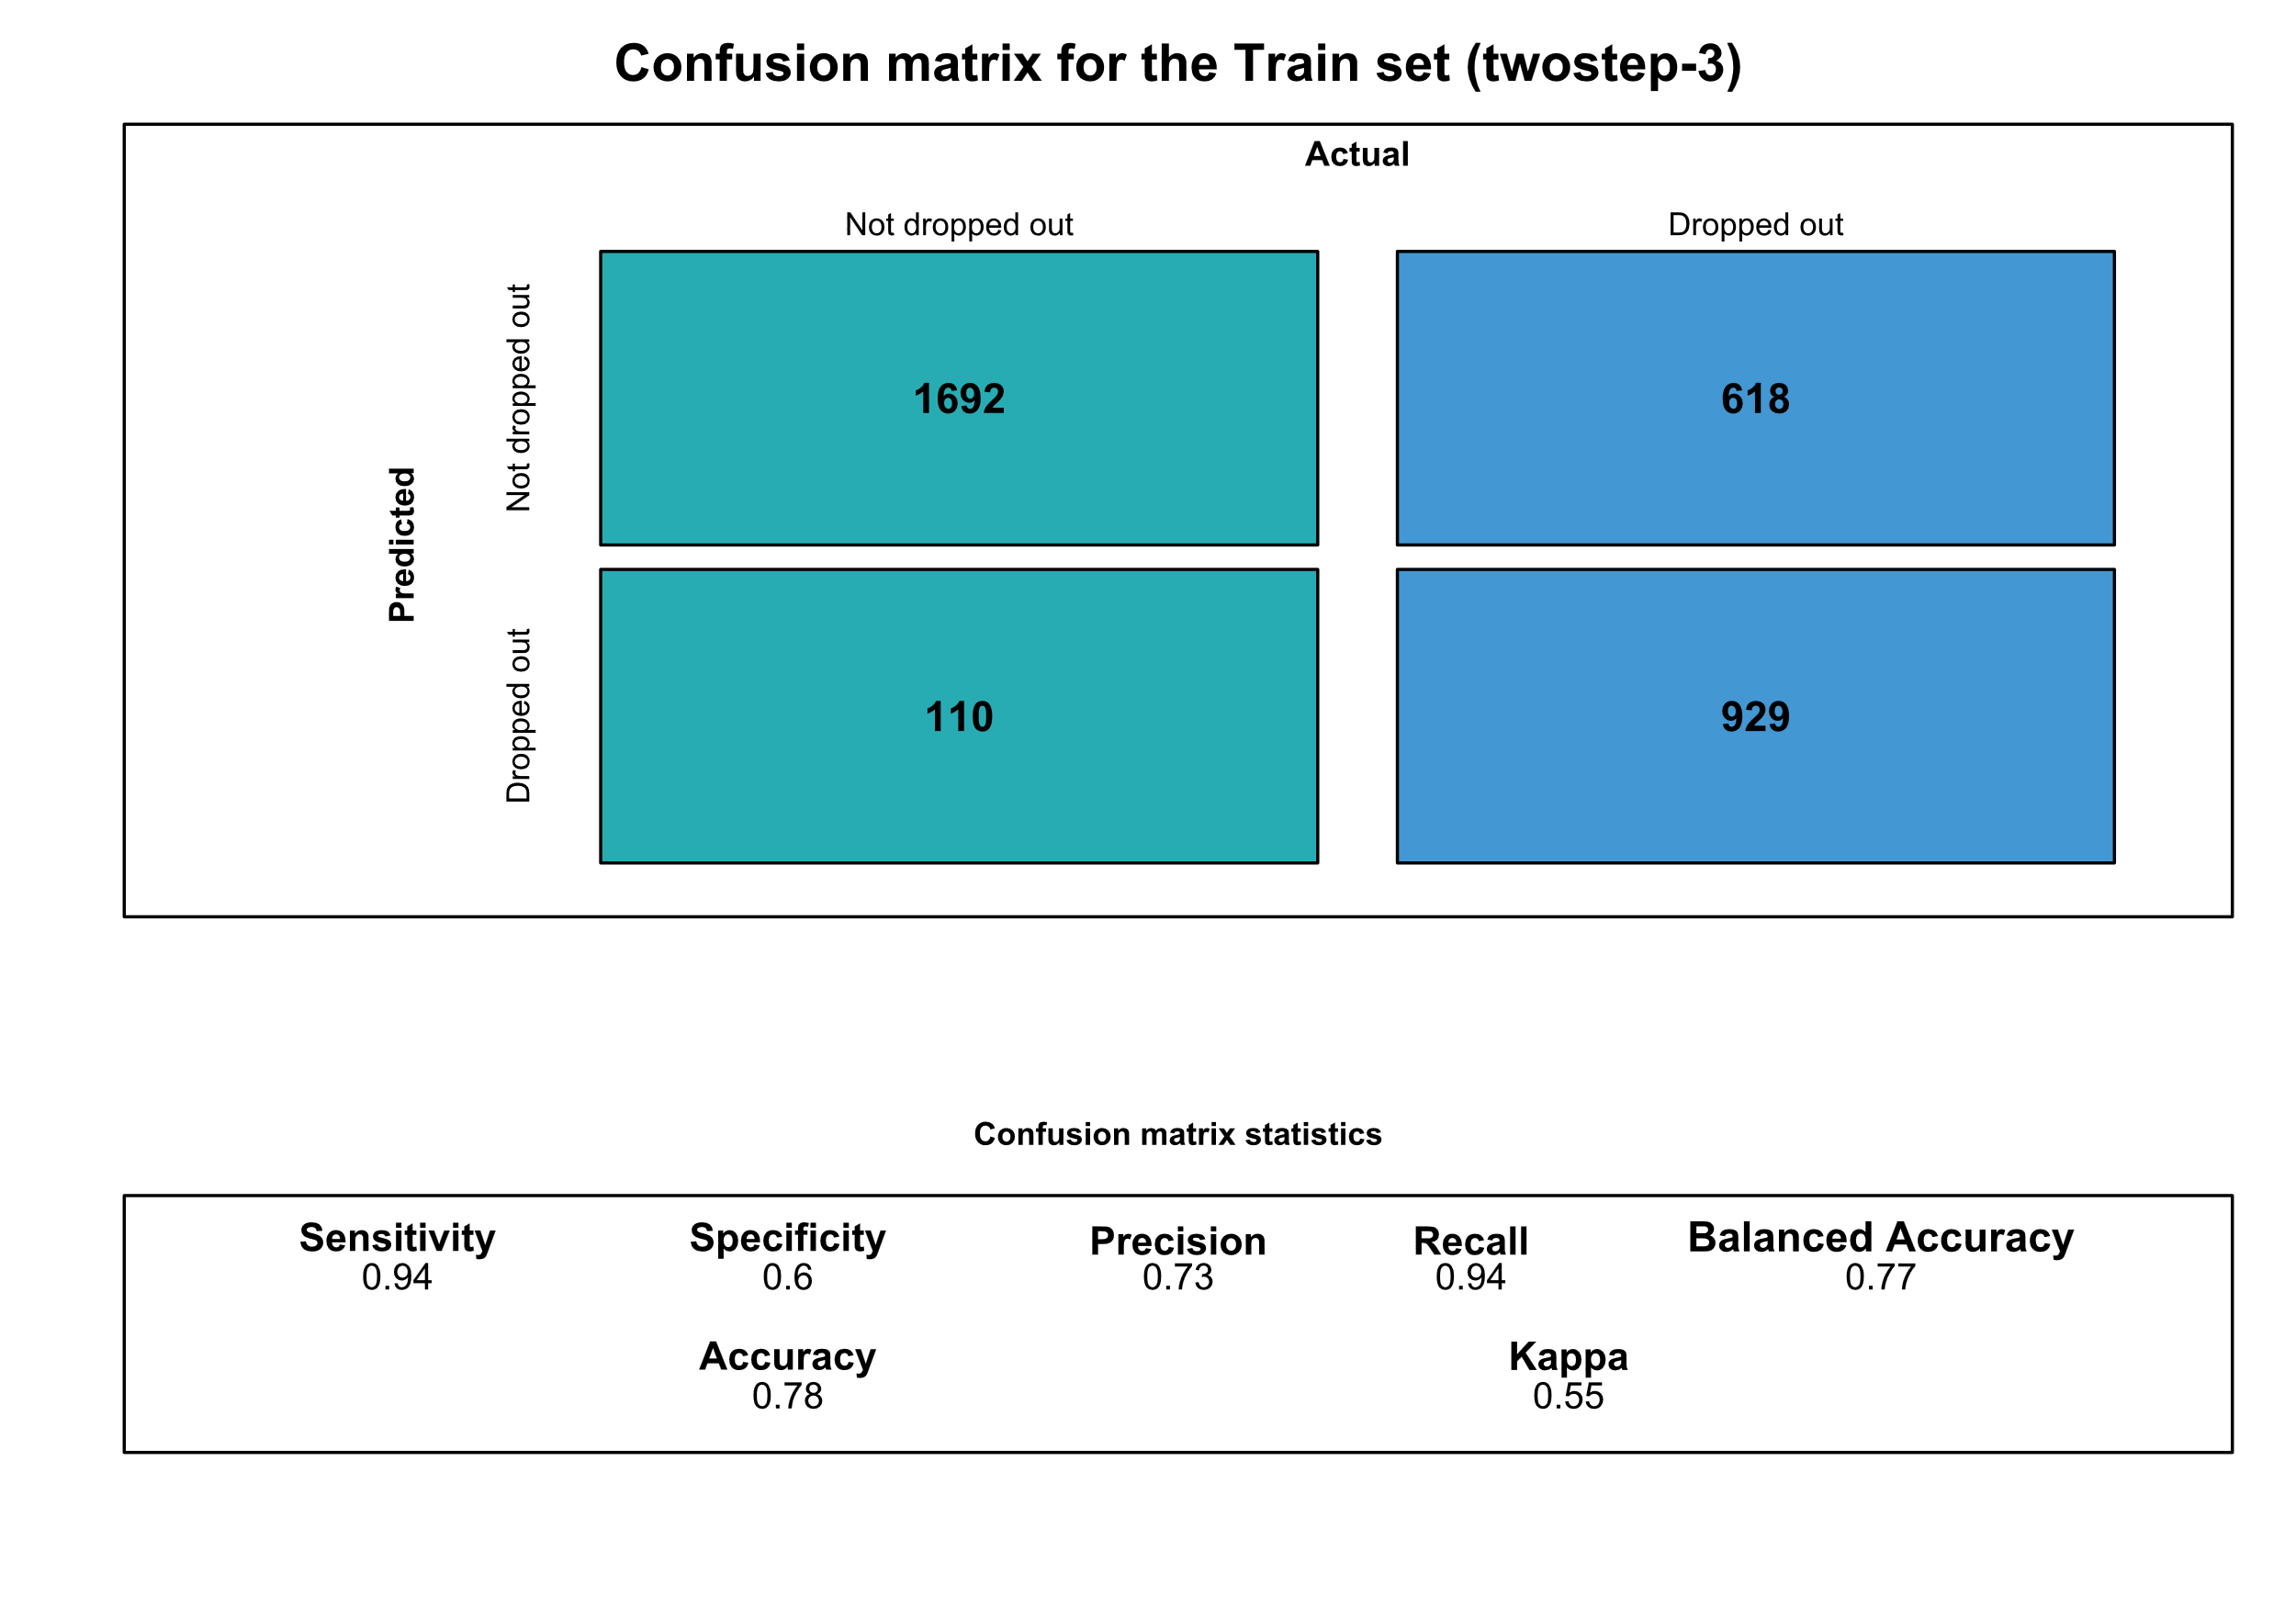 Confusion matrix for the Train set (twostep-3)
Actual
Not dropped out Dropped out
Predicted
Not dropped out
1692 618
Dropped out
110 929
Confusion matrix statistics
Sensitivity Specificity Precision Recall Balanced Accuracy
0.94 0.6 0.73 0.94 0.77
Accuracy Kappa
0.78 0.55